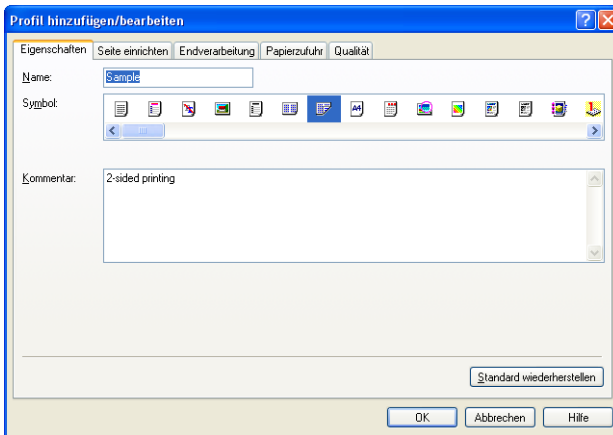 Profil hinzufügen/bearbeiten
Eigenschaften Seite einrichten Endverarbeitung Papierzufuhr Qualität
Name: Sample
Symbol:
Kommentar: 2-sided printing
Standard wiederherstellen
OK Abbrechen Hilfe